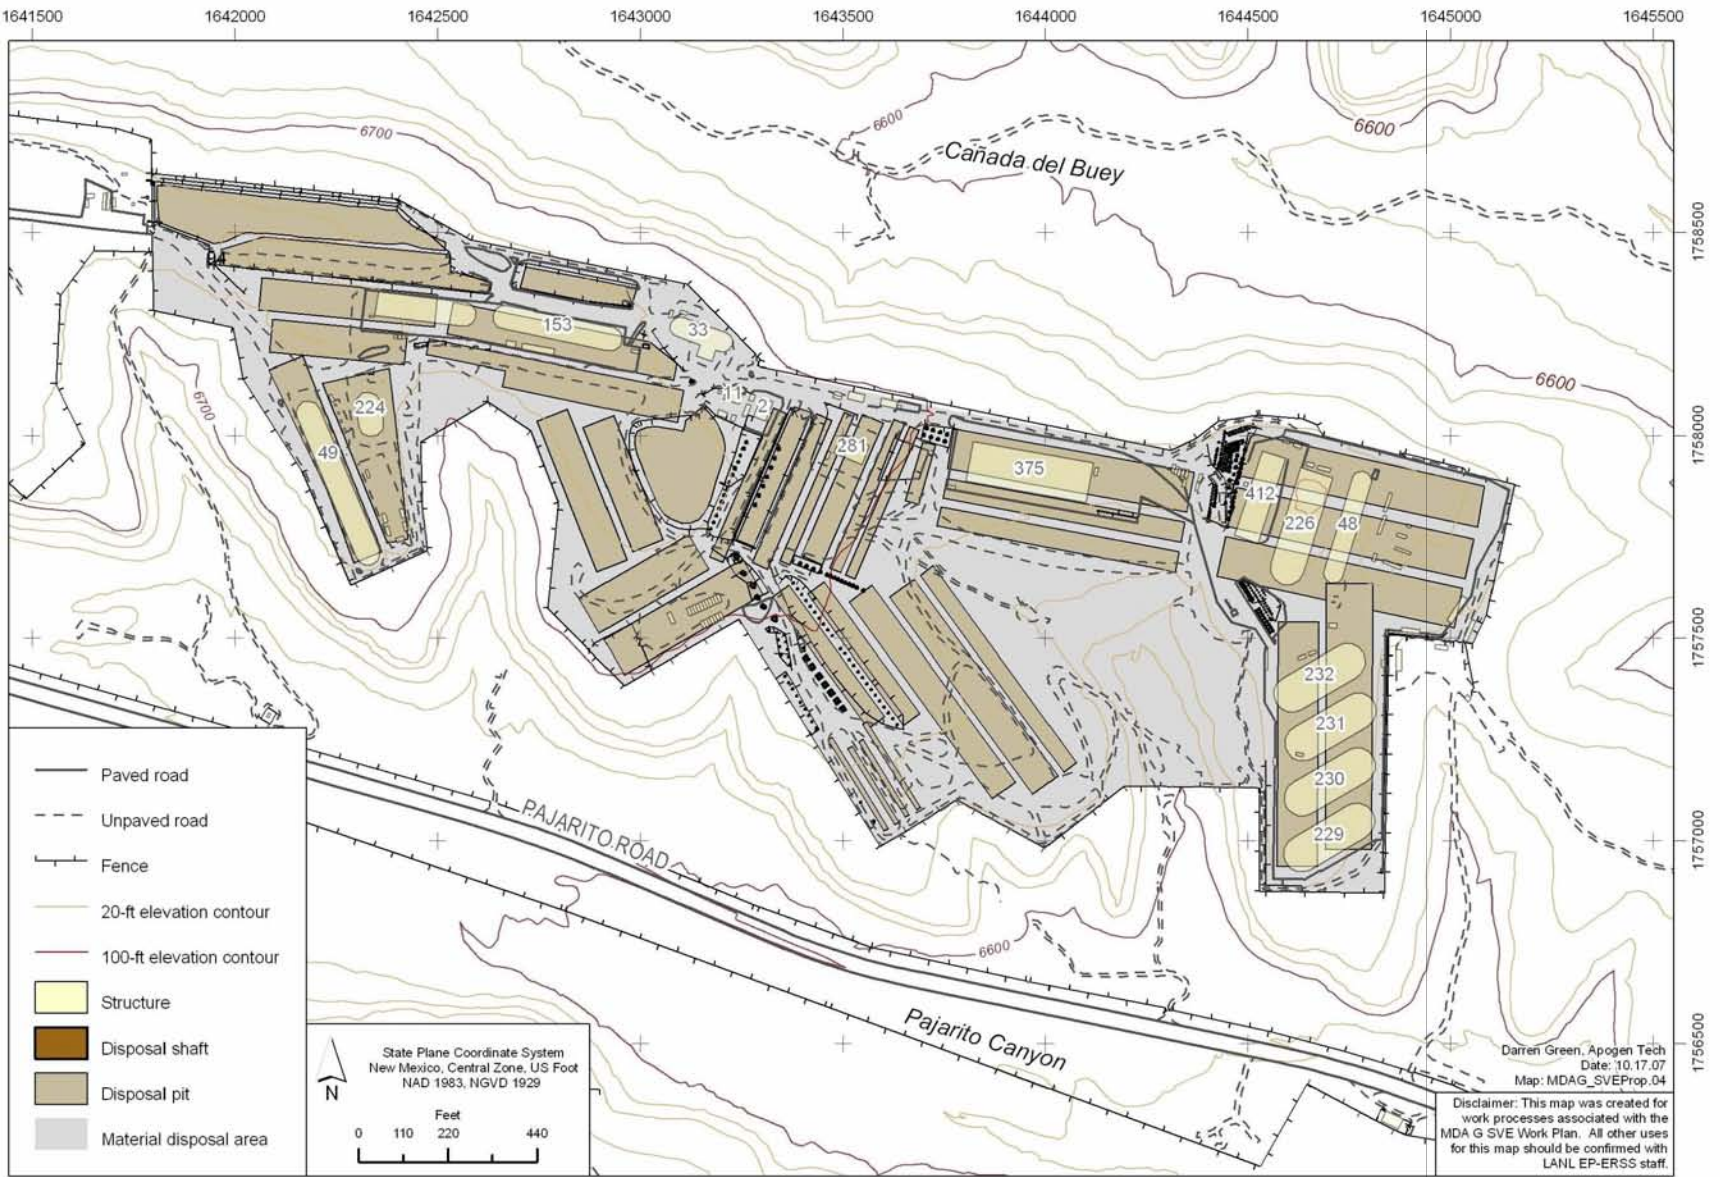 1641500 1642000 1642500 1643000 1643500 1644000 1644500 1645000 1645500
6700
6600
6600
Cañada del Buey
1758500
153
33
6700
224
49
11
2
281
6600
375
412
226
48
1758000
1757500
232
231
230
229
1757000
PAJARITO ROAD
6600
Pajarito Canyon
1756500
Paved road
Unpaved road
Fence
20-ft elevation contour
100-ft elevation contour
Structure
Disposal shaft
Disposal pit
Material disposal area
N
State Plane Coordinate System
New Mexico, Central Zone, US Foot
NAD 1983, NGVD 1929
Feet
0 110 220 440
Darren Green, Apogen Tech
Date: 10.17.07
Map: MDAG_SVEProp.04
Disclaimer: This map was created for
work processes associated with the
MDA G SVE Work Plan. All other uses
for this map should be confirmed with
LANL EP-ERSS staff.